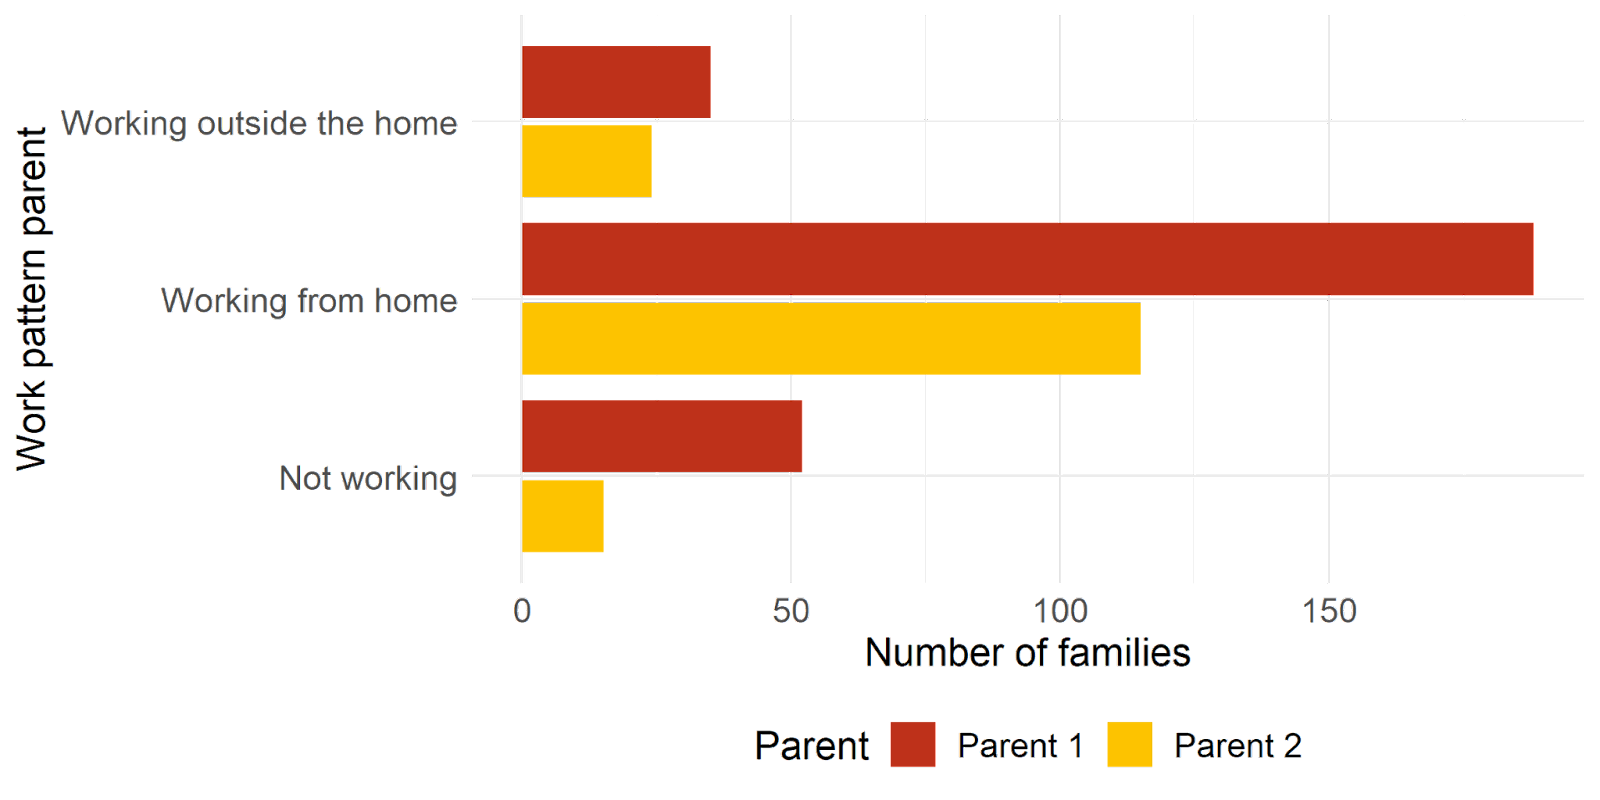 Work pattern parent
Working outside the home
Working from home
Not working
0 50 100 150
Number of families
Parent Parent 1 Parent 2